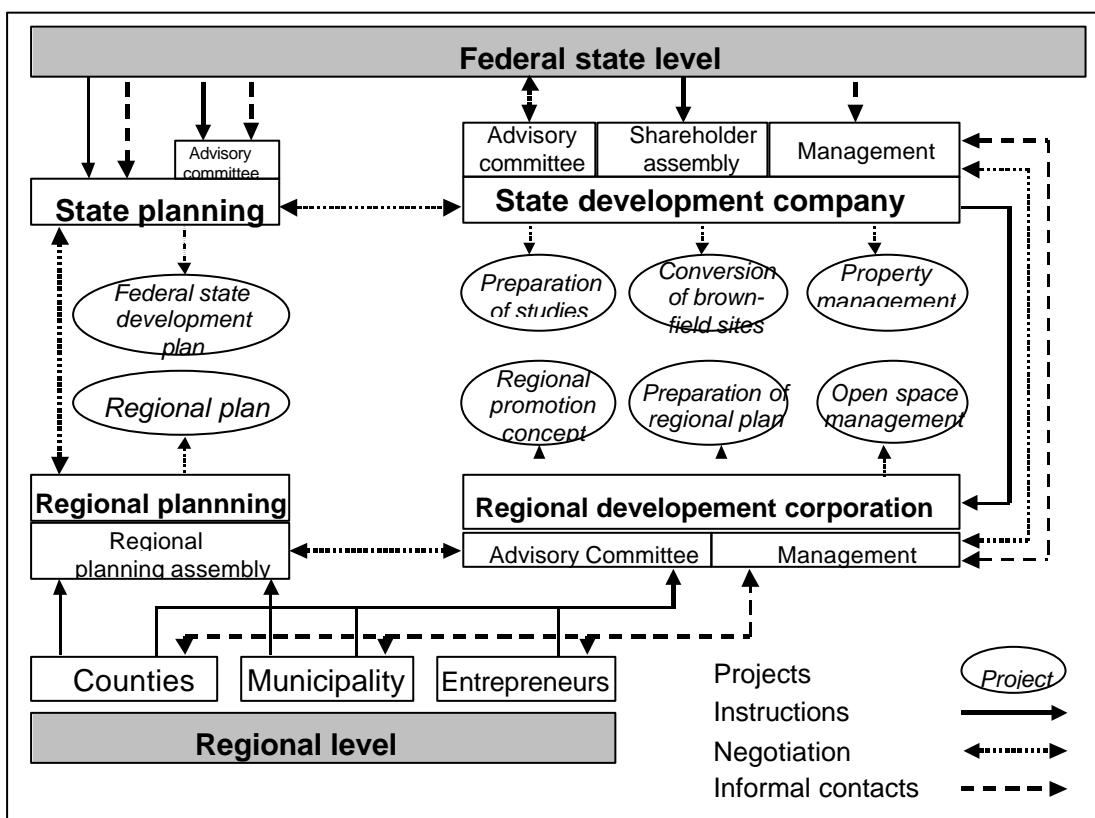 Federal state level
Advisory
committee
Advisory
committee
Shareholder
assembly
Management
State planning
State development company
Federal state
development
plan
Preparation
of studies
Conversion
of brown-
field sites
Property
management
Regional plan
Regional
promotion
concept
Preparation of
regional plan
Open space
management
Regional plannning
Regional developement corporation
Regional
planning assembly
Advisory Committee
Management
Counties
Municipality
Entrepreneurs
Regional level
Projects
Project
Instructions
Negotiation
Informal contacts